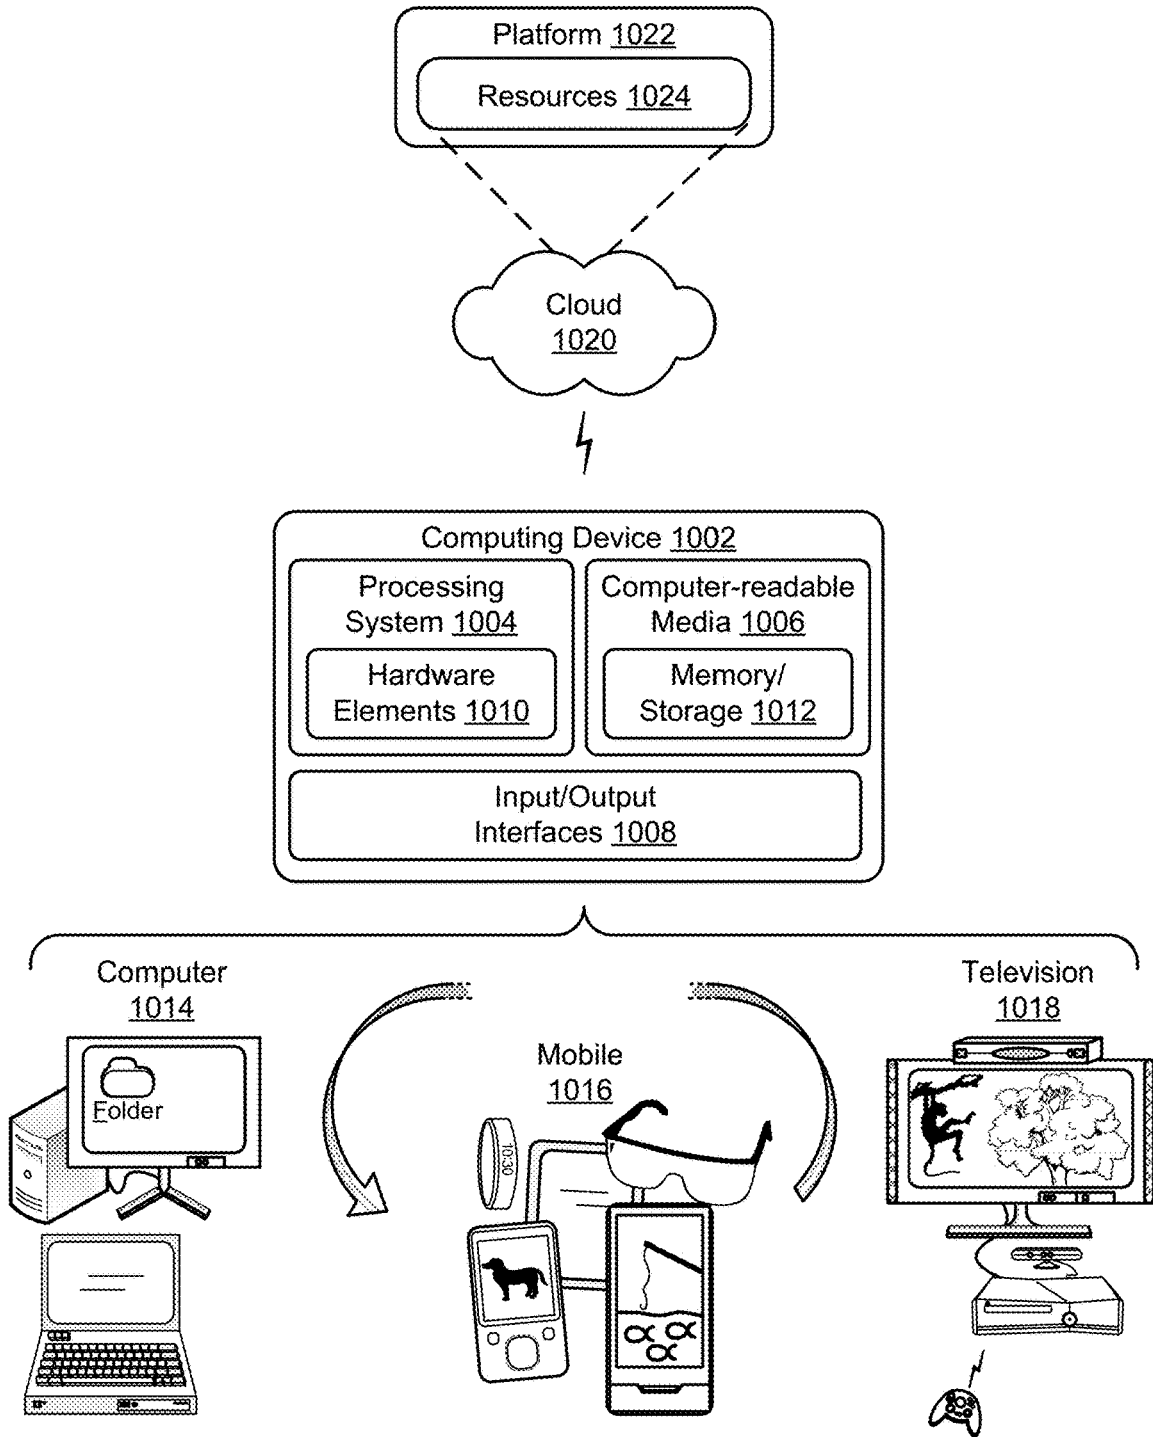 Platform 1022
Resources 1024
Cloud
1020
Computing Device 1002
Processing
System 1004
Hardware
Elements 1010
Computer-readable
Media 1006
Memory/
Storage 1012
Input/Output
Interfaces 1008
Computer
1014
Folder
Mobile
1016
10:30
Television
1018